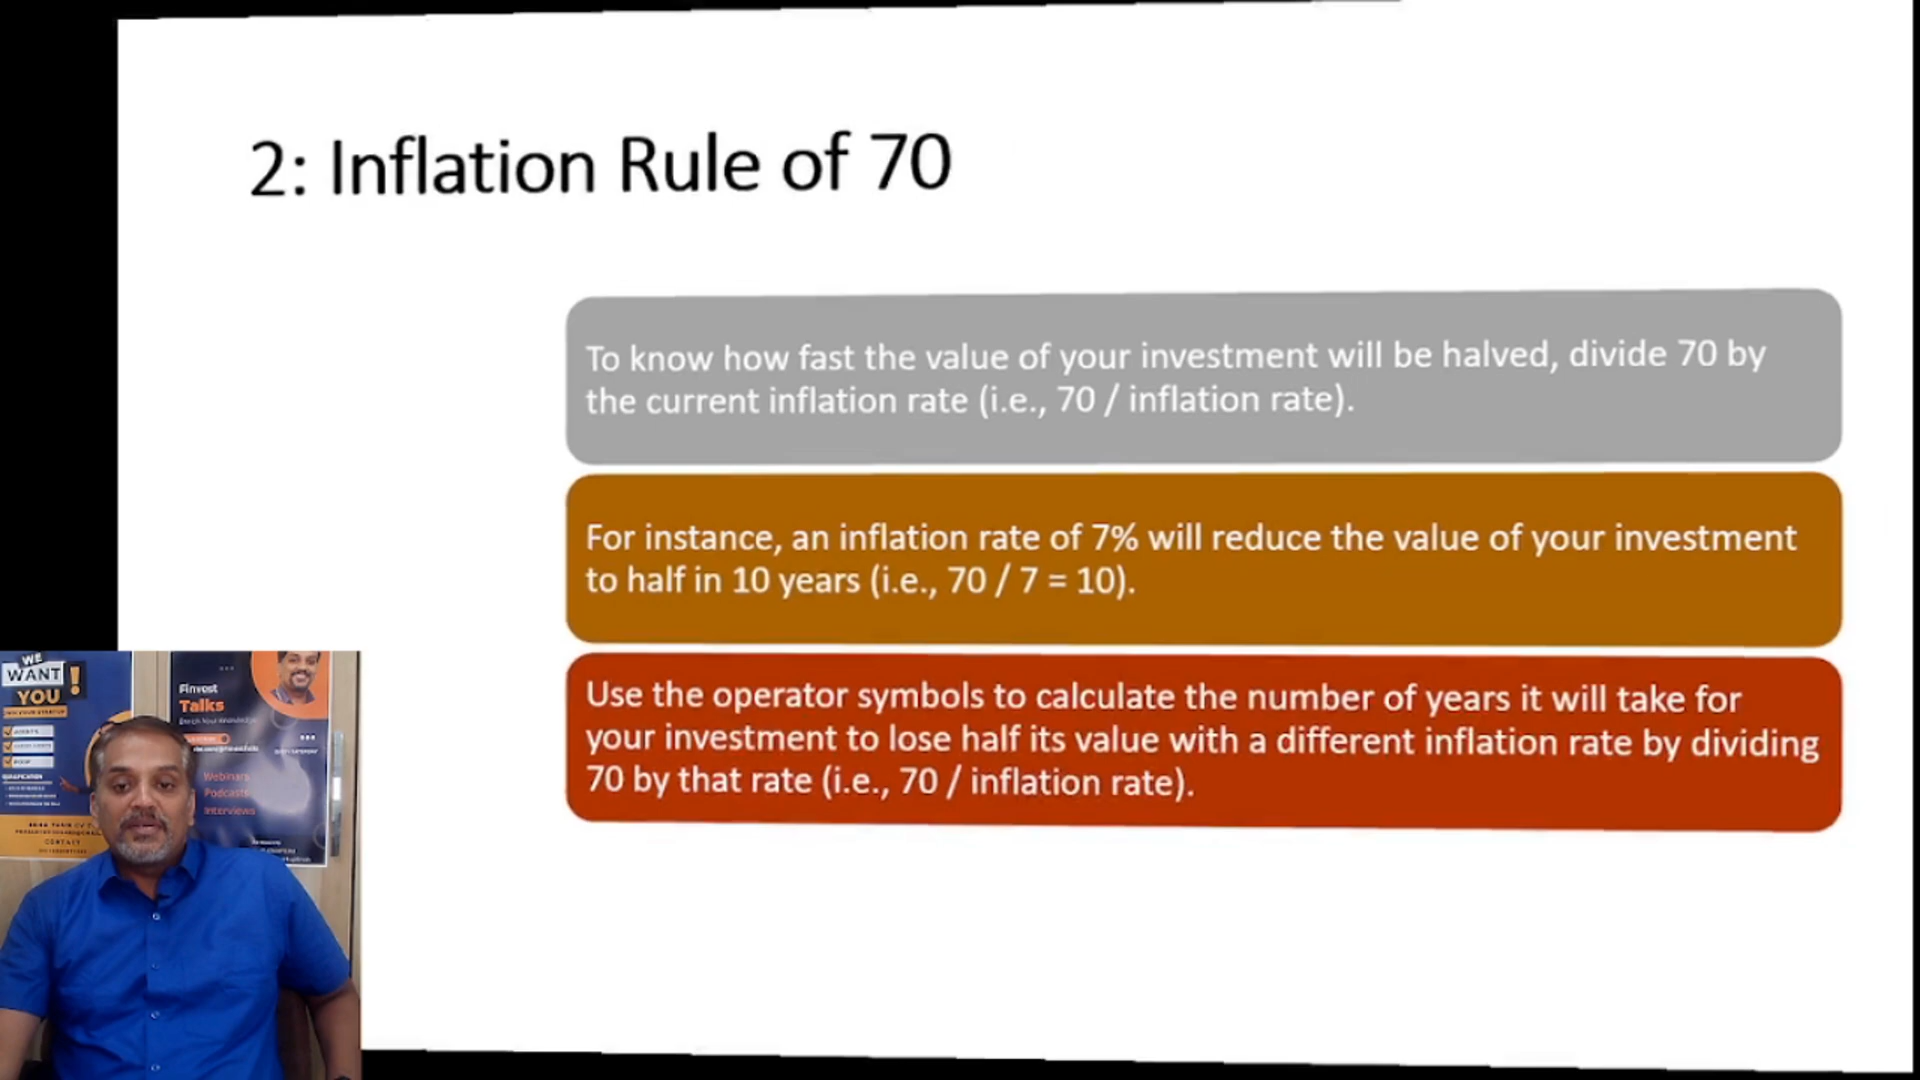 2: Inflation Rule of 70
To know how fast the value of your investment will be halved, divide 70 by
the current inflation rate (i.e., 70 / inflation rate).
For instance, an inflation rate of 7% will reduce the value of your investment
to half in 10 years (i.e., 70 / 7 = 10).
Use the operator symbols to calculate the number of years it will take for
your investment to lose half its value with a different inflation rate by dividing
70 by that rate (i.e., 70 / inflation rate).
WE
WANT
YOU !
Finvest
Talks
Enrich Your Knowledge
Webinars
Podcasts
Interviews
CONTACT